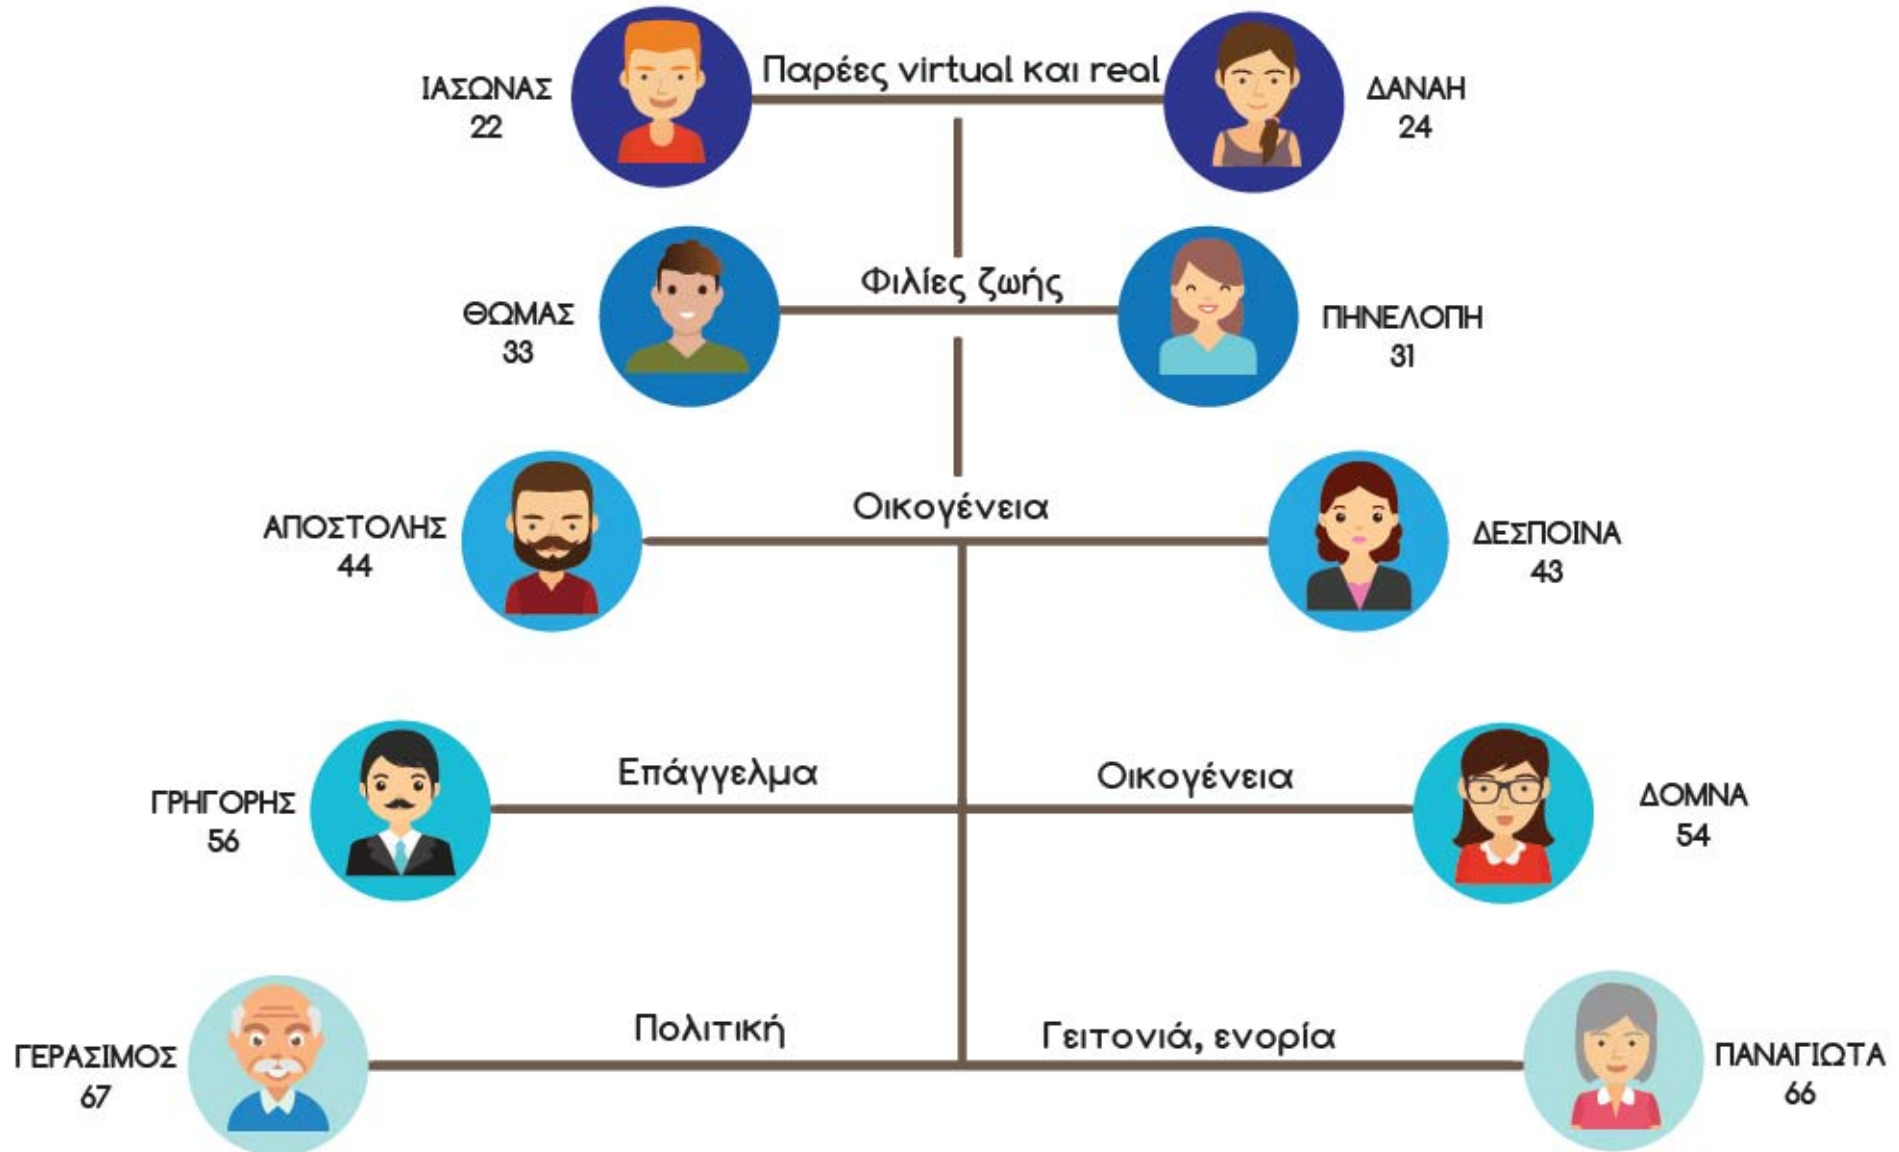 Παρέες virtual και real
ΙΑΣΩΝΑΣ
22
ΔΑΝΑΗ
24
Φιλίες ζωής
ΘΩΜΑΣ
33
ΠΗΝΕΛΟΠΗ
31
Οικογένεια
ΑΠΟΣΤΟΛΗΣ
44
ΔΕΣΠΟΙΝΑ
43
Επάγγελμα
Οικογένεια
ΓΡΗΓΟΡΗΣ
56
ΔΟΜΝΑ
54
Πολιτική
Γειτονιά, ενορία
ΓΕΡΑΣΙΜΟΣ
67
ΠΑΝΑΓΙΩΤΑ
66